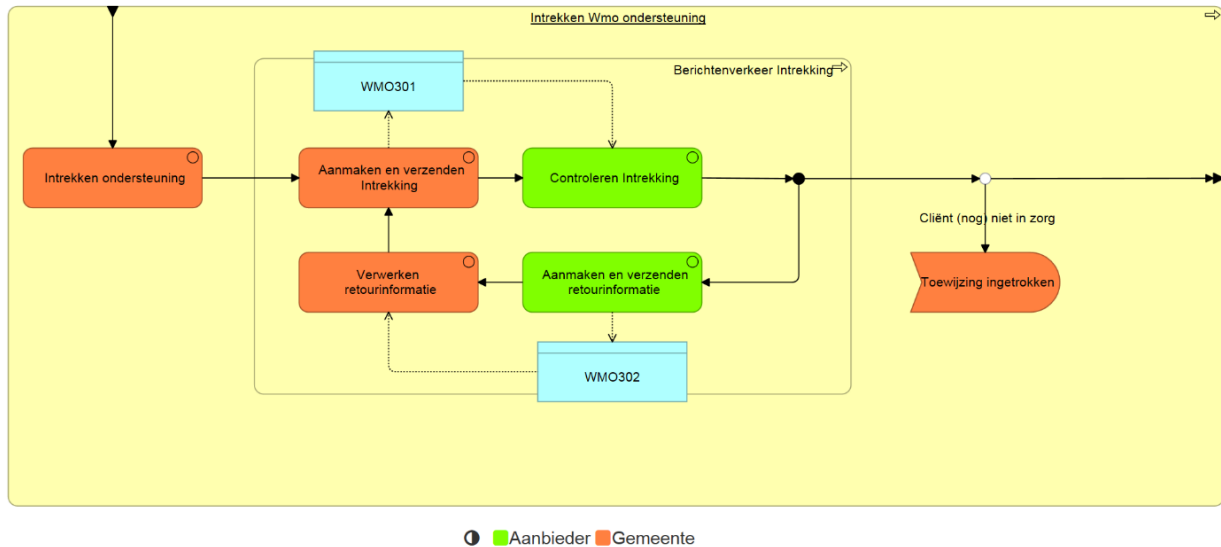 Intrekken Wmo ondersteuning
Berichtenverkeer Intrekking
WMO301
Intrekken ondersteuning
Aanmaken en verzenden
Intrekking
Controleren Intrekking
Cliënt (nog) niet in zorg
Verwerken
retourinformatie
Aanmaken en verzenden
retourinformatie
Toewijzing ingetrokken
WMO302
Aanbieder Gemeente